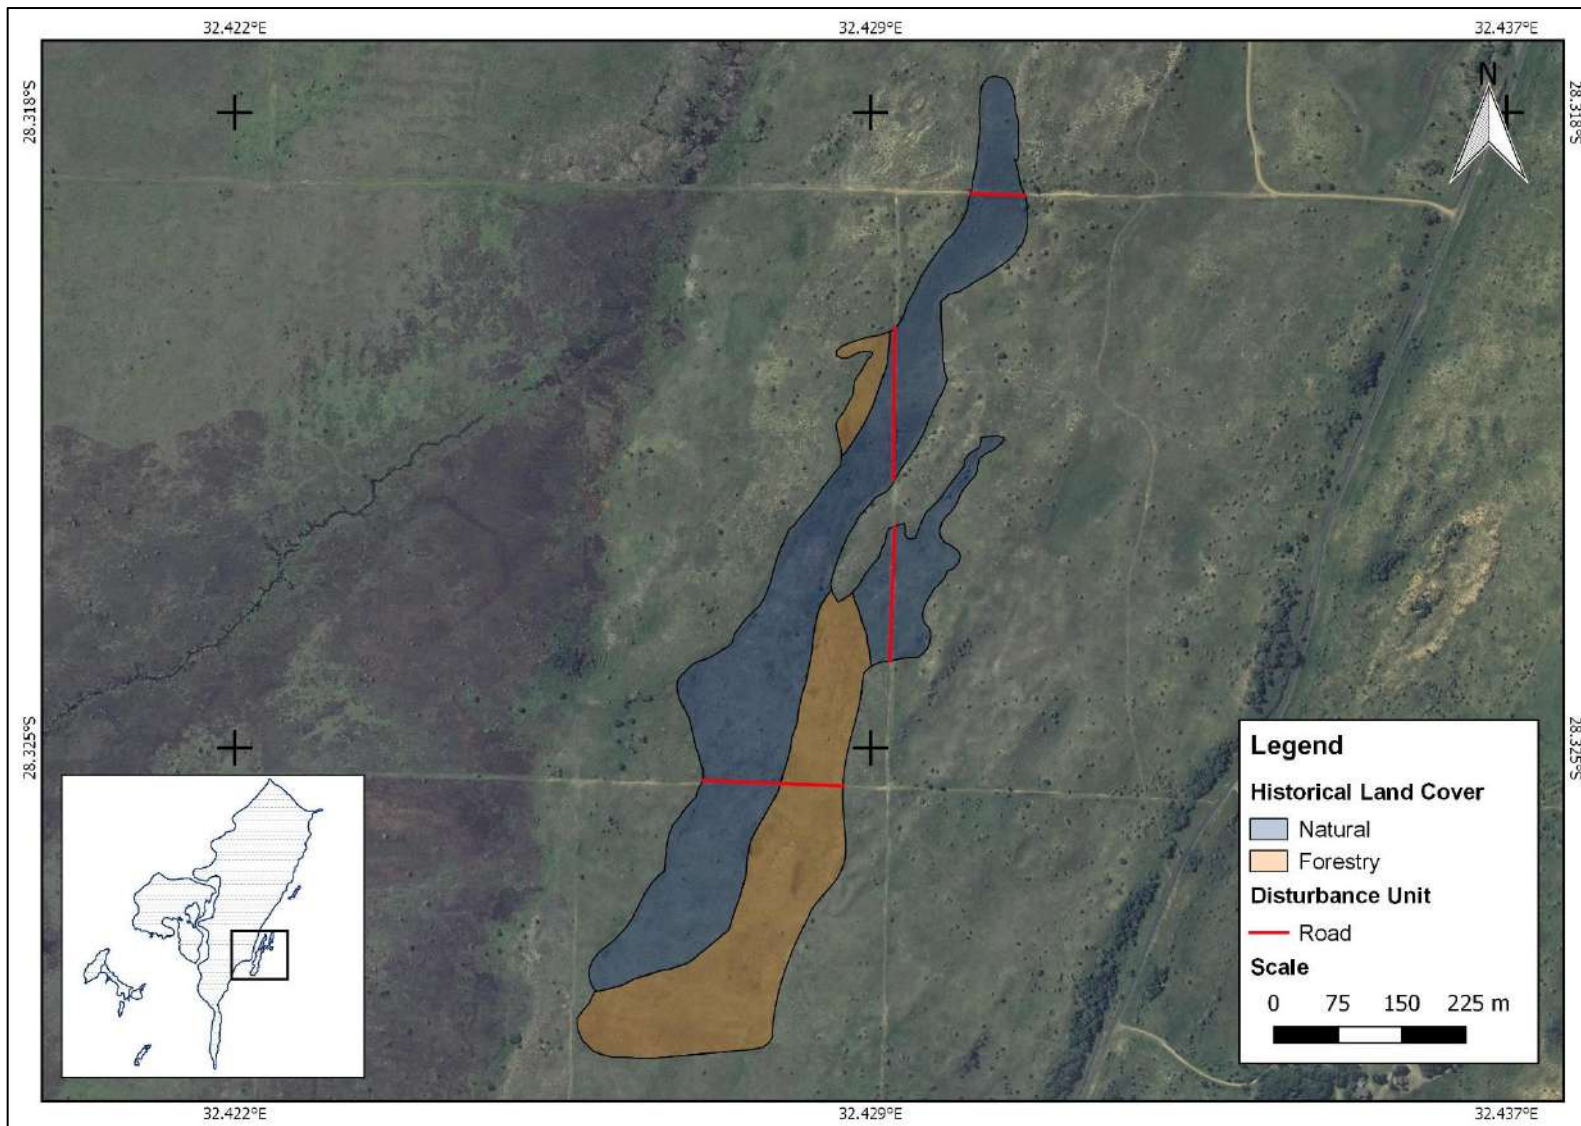 32.422°E 32.429°E 32.437°E
28.318°S 28.318°S
N
28.325°S 28.325°S
Legend
Historical Land Cover
Natural
Forestry
Disturbance Unit
Road
Scale
0 75 150 225 m
32.422°E 32.429°E 32.437°E